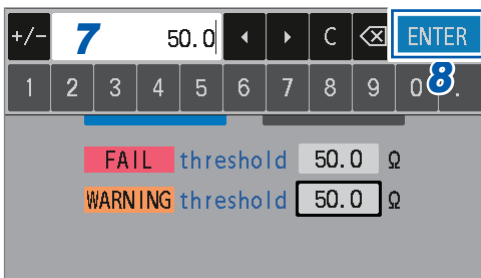 +/- 7 50.0 ◂ ▸ C ⌫ ENTER
1 2 3 4 5 6 7 8 9 0 8 .
FAIL threshold 50.0 Ω
WARNING threshold 50.0 Ω